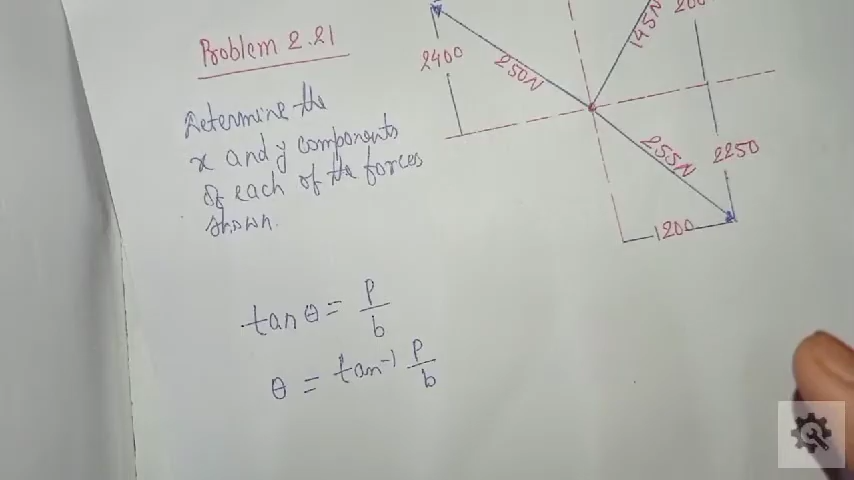 Problem 2.21
Determine the
x and y components
of each of the forces
shown.
2400
250N
145N
255N
2250
1200
tan θ = P/b
θ = tan⁻¹ P/b